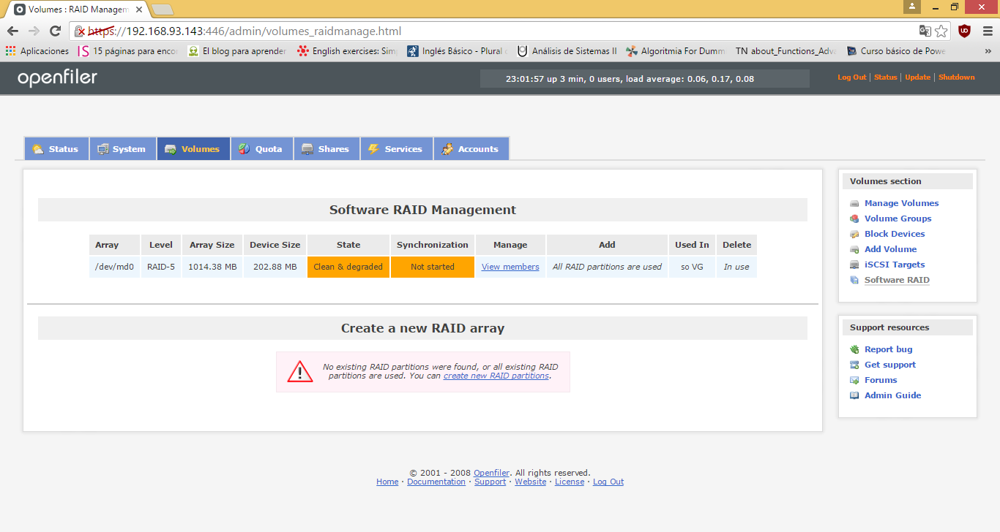 Volumes : RAID Managem
https://192.168.93.143:446/admin/volumes_raidmanage.html
Aplicaciones 15 páginas para enco El blog para aprender English exercises: Sim Inglés Básico - Plural Análisis de Sistemas II Algoritmia For Dumm TN about_Functions_Adva Curso básico de Powe »
openfiler
23:01:57 up 3 min, 0 users, load average: 0.06, 0.17, 0.08
Log Out | Status | Update | Shutdown
Status System Volumes Quota Shares Services Accounts
Software RAID Management
Array Level Array Size Device Size State Synchronization Manage Add Used In Delete
/dev/md0 RAID-5 1014.38 MB 202.88 MB Clean & degraded Not started View members All RAID partitions are used so VG In use
Create a new RAID array
No existing RAID partitions were found, or all existing RAID
partitions are used. You can create new RAID partitions.
Volumes section
Manage Volumes
Volume Groups
Block Devices
Add Volume
iSCSI Targets
Software RAID
Support resources
Report bug
Get support
Forums
Admin Guide
© 2001 - 2008 Openfiler. All rights reserved.
Home · Documentation · Support · Website · License · Log Out